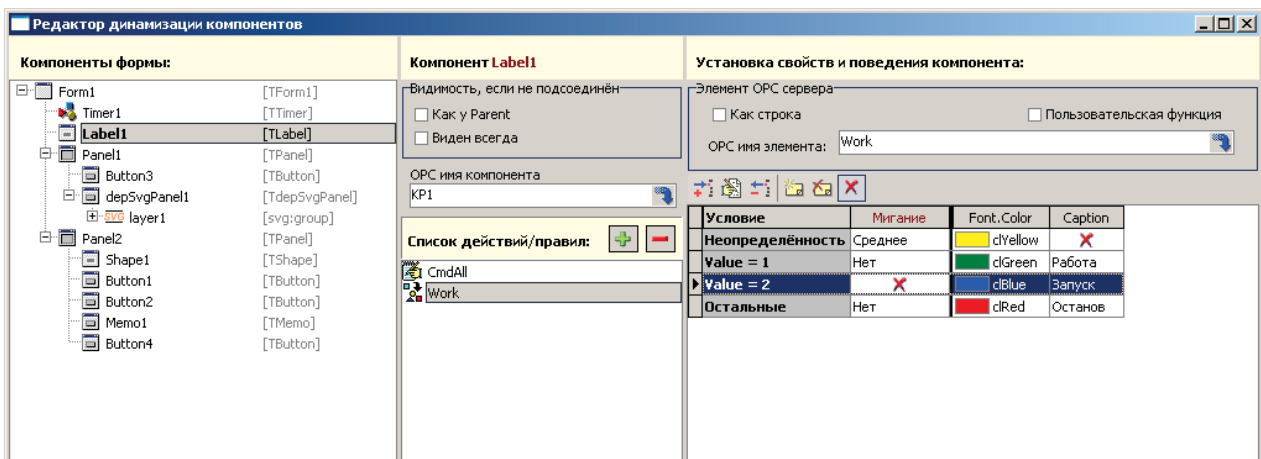 Редактор динамизации компонентов
Компоненты формы:
Form1 [TForm1]
Timer1 [TTimer]
Label1 [TLabel]
Panel1 [TPanel]
Button3 [TButton]
depSvgPanel1 [TdepSvgPanel]
SVG layer1 [svg:group]
Panel2 [TPanel]
Shape1 [TShape]
Button1 [TButton]
Button2 [TButton]
Memo1 [TMemo]
Button4 [TButton]
Компонент Label1
Видимость, если не подсоединён
Как у Parent
Виден всегда
OPC имя компонента
KP1
Список действий/правил:
CmdAll
Work
Установка свойств и поведения компонента:
Элемент OPC сервера
Как строка Пользовательская функция
OPC имя элемента: Work
Условие Мигание Font.Color Caption
Неопределённость Среднее clYellow
Value = 1 Нет clGreen Работа
Value = 2 clBlue Запуск
Остальные Нет clRed Останов